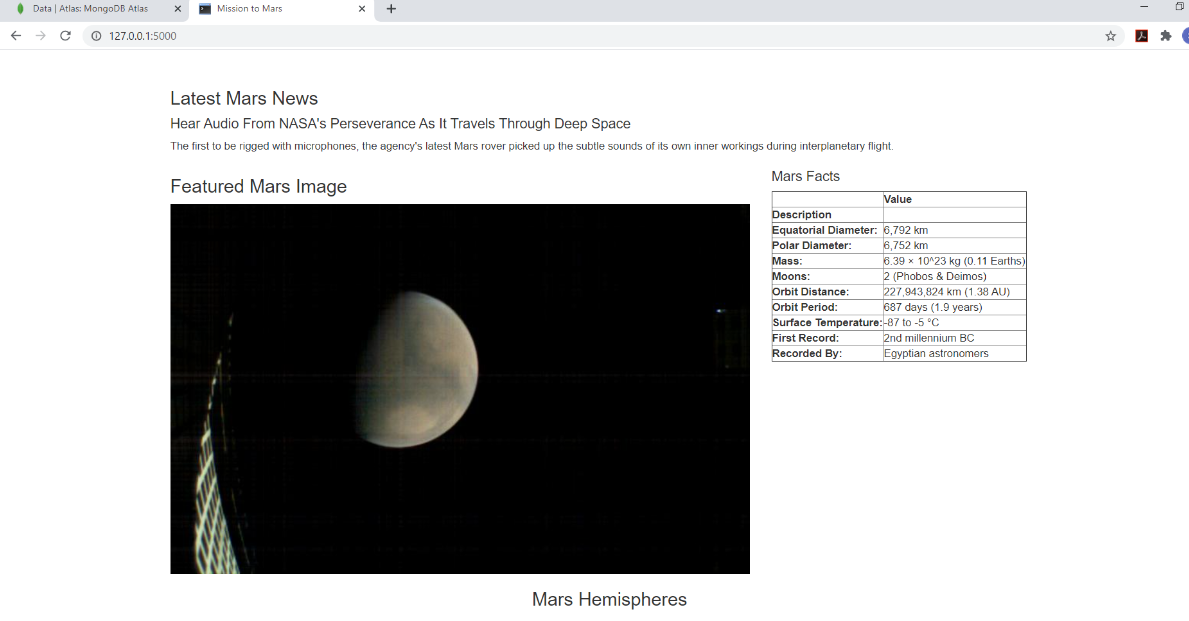 Data | Atlas: MongoDB Atlas
Mission to Mars
127.0.0.1:5000
Latest Mars News
Hear Audio From NASA's Perseverance As It Travels Through Deep Space
The first to be rigged with microphones, the agency's latest Mars rover picked up the subtle sounds of its own inner workings during interplanetary flight.
Featured Mars Image
Mars Facts
Value
Description
Equatorial Diameter: 6,792 km
Polar Diameter: 6,752 km
Mass: 6.39 × 10^23 kg (0.11 Earths)
Moons: 2 (Phobos & Deimos)
Orbit Distance: 227,943,824 km (1.38 AU)
Orbit Period: 687 days (1.9 years)
Surface Temperature: -87 to -5 °C
First Record: 2nd millennium BC
Recorded By: Egyptian astronomers
Mars Hemispheres